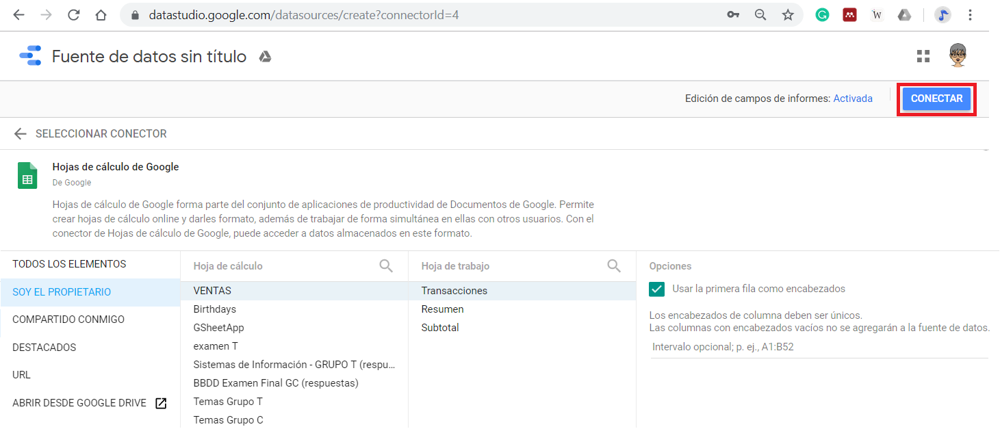 datastudio.google.com/datasources/create?connectorId=4
W
Fuente de datos sin título
Edición de campos de informes: Activada
CONECTAR
SELECCIONAR CONECTOR
Hojas de cálculo de Google
De Google
Hojas de cálculo de Google forma parte del conjunto de aplicaciones de productividad de Documentos de Google. Permite
crear hojas de cálculo online y darles formato, además de trabajar de forma simultánea en ellas con otros usuarios. Con el
conector de Hojas de cálculo de Google, puede acceder a datos almacenados en este formato.
TODOS LOS ELEMENTOS
SOY EL PROPIETARIO
COMPARTIDO CONMIGO
DESTACADOS
URL
ABRIR DESDE GOOGLE DRIVE
Hoja de cálculo
VENTAS
Birthdays
GSheetApp
examen T
Sistemas de Información - GRUPO T (respu...
BBDD Examen Final GC (respuestas)
Temas Grupo T
Temas Grupo C
Hoja de trabajo
Transacciones
Resumen
Subtotal
Opciones
Usar la primera fila como encabezados
Los encabezados de columna deben ser únicos.
Las columnas con encabezados vacíos no se agregarán a la fuente de datos.
Intervalo opcional; p. ej., A1:B52